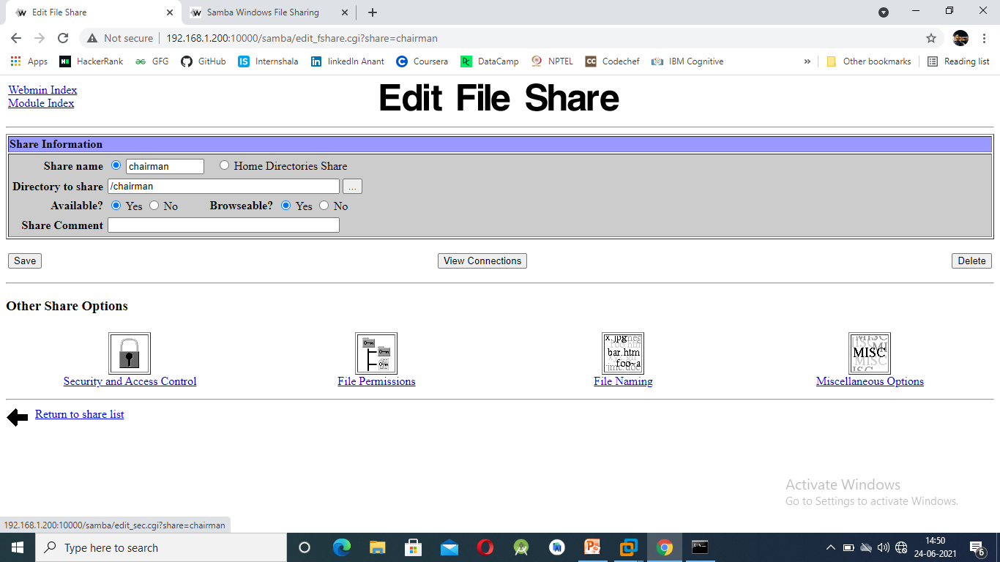 Edit File Share
Samba Windows File Sharing
Not secure
192.168.1.200:10000/samba/edit_fshare.cgi?share=chairman
Apps HackerRank GFG GitHub Internshala linkedIn Anant Coursera DataCamp NPTEL Codechef IBM Cognitive » Other bookmarks Reading list
Webmin Index
Module Index
Edit File Share
Share Information
Share name chairman Home Directories Share
Directory to share /chairman ...
Available? Yes No Browseable? Yes No
Share Comment
Save View Connections Delete
Other Share Options
Security and Access Control File Permissions File Naming Miscellaneous Options
Return to share list
Activate Windows
Go to Settings to activate Windows.
192.168.1.200:10000/samba/edit_sec.cgi?share=chairman
Type here to search
14:50
24-06-2021
6